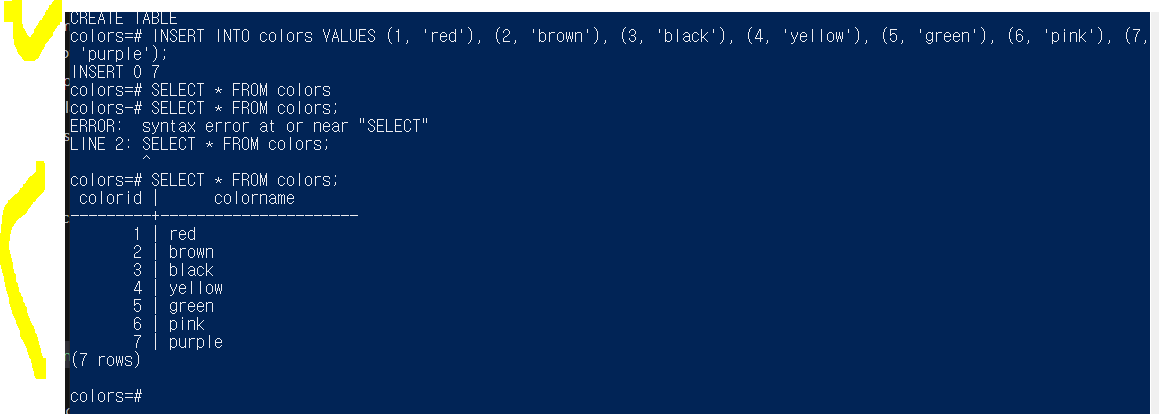 CREATE TABLE
colors=# INSERT INTO colors VALUES (1, 'red'), (2, 'brown'), (3, 'black'), (4, 'yellow'), (5, 'green'), (6, 'pink'), (7,
 'purple');
INSERT 0 7
colors=# SELECT * FROM colors
colors-# SELECT * FROM colors;
ERROR:  syntax error at or near "SELECT"
LINE 2: SELECT * FROM colors;
        ^
colors=# SELECT * FROM colors;
 colorid |      colorname
---------+----------------------
       1 | red
       2 | brown
       3 | black
       4 | yellow
       5 | green
       6 | pink
       7 | purple
(7 rows)
colors=#